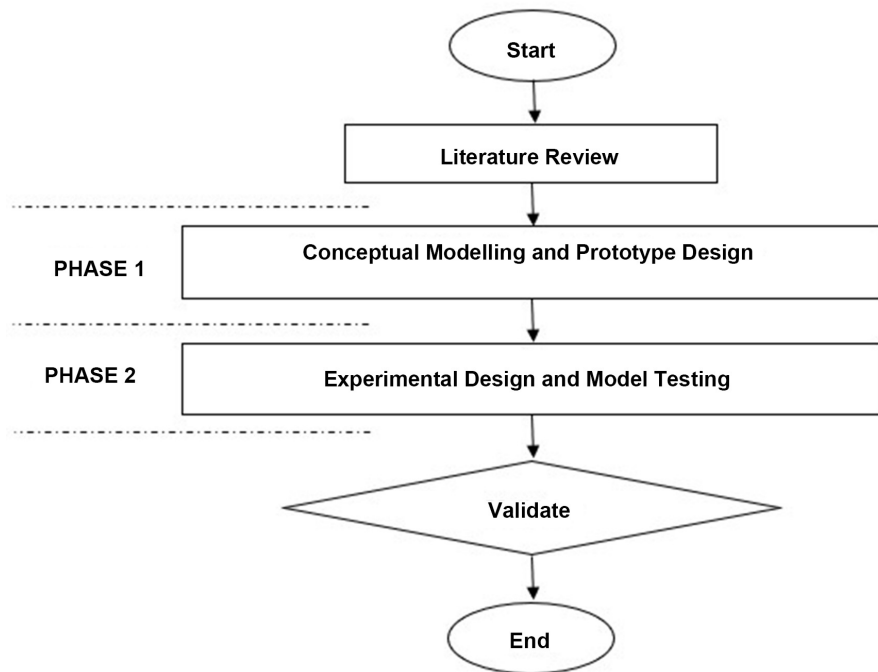 Start
Literature Review
Conceptual Modelling and Prototype Design
PHASE 1
PHASE 2
Experimental Design and Model Testing
Validate
End